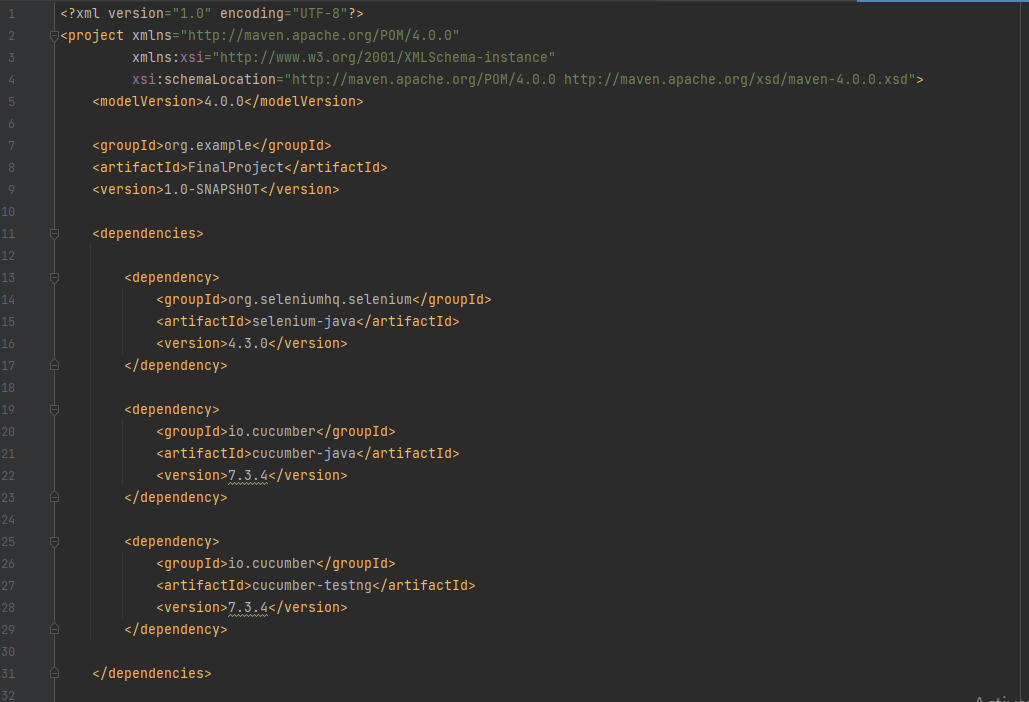 1 <?xml version="1.0" encoding="UTF-8"?>
2 <project xmlns="http://maven.apache.org/POM/4.0.0"
3          xmlns:xsi="http://www.w3.org/2001/XMLSchema-instance"
4          xsi:schemaLocation="http://maven.apache.org/POM/4.0.0 http://maven.apache.org/xsd/maven-4.0.0.xsd">
5     <modelVersion>4.0.0</modelVersion>
6
7     <groupId>org.example</groupId>
8     <artifactId>FinalProject</artifactId>
9     <version>1.0-SNAPSHOT</version>
10
11     <dependencies>
12
13         <dependency>
14             <groupId>org.seleniumhq.selenium</groupId>
15             <artifactId>selenium-java</artifactId>
16             <version>4.3.0</version>
17         </dependency>
18
19         <dependency>
20             <groupId>io.cucumber</groupId>
21             <artifactId>cucumber-java</artifactId>
22             <version>7.3.4</version>
23         </dependency>
24
25         <dependency>
26             <groupId>io.cucumber</groupId>
27             <artifactId>cucumber-testng</artifactId>
28             <version>7.3.4</version>
29         </dependency>
30
31     </dependencies>
32